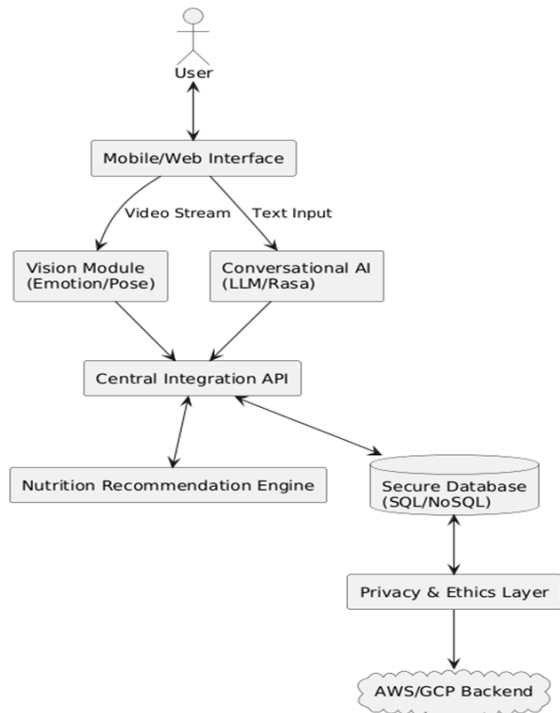 User
Mobile/Web Interface
Video Stream
Text Input
Vision Module
(Emotion/Pose)
Conversational AI
(LLM/Rasa)
Central Integration API
Nutrition Recommendation Engine
Secure Database
(SQL/NoSQL)
Privacy & Ethics Layer
AWS/GCP Backend